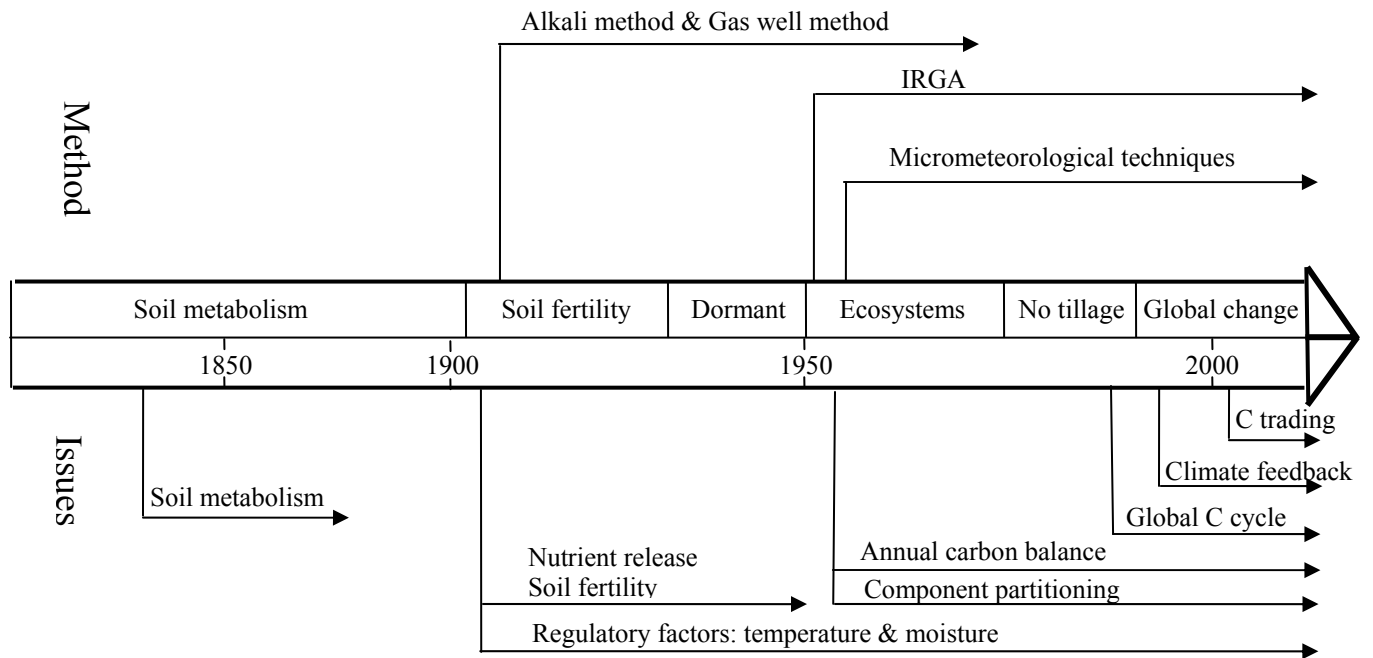 Alkali method & Gas well method
IRGA
Method
Micrometeorological techniques
Soil metabolism
Soil fertility
Dormant
Ecosystems
No tillage
Global change
1850
1900
1950
2000
C trading
Issues
Climate feedback
Soil metabolism
Global C cycle
Nutrient release
Annual carbon balance
Soil fertility
Component partitioning
Regulatory factors: temperature & moisture